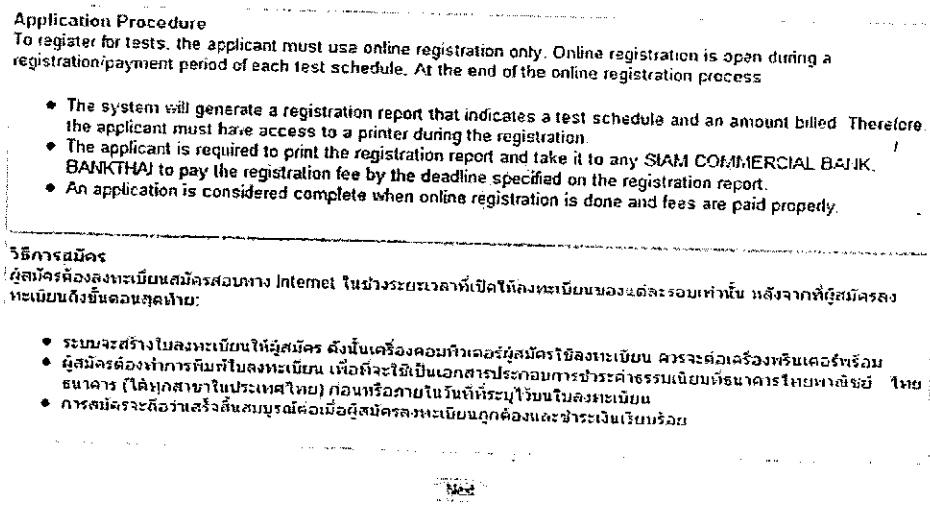 Application Procedure
To register for tests, the applicant must use online registration only. Online registration is open during a
registration/payment period of each test schedule. At the end of the online registration process
• The system will generate a registration report that indicates a test schedule and an amount billed. Therefore,
the applicant must have access to a printer during the registration.
• The applicant is required to print the registration report and take it to any SIAM COMMERCIAL BANK,
BANKTHAI to pay the registration fee by the deadline specified on the registration report.
• An application is considered complete when online registration is done and fees are paid properly.
วิธีการสมัคร
ผู้สมัครต้องลงทะเบียนสมัครสอบทาง Internet ในช่วงระยะเวลาที่เปิดให้ลงทะเบียนของแต่ละรอบเท่านั้น หลังจากที่ผู้สมัครลง
ทะเบียนถึงขั้นตอนสุดท้าย:
• ระบบจะสร้างใบลงทะเบียนให้ผู้สมัคร ดังนั้นเครื่องคอมพิวเตอร์ผู้สมัครใช้ลงทะเบียน ควรจะต่อเครื่องพรินเตอร์พร้อม
• ผู้สมัครต้องทำการพิมพ์ใบลงทะเบียน เพื่อที่จะใช้เป็นเอกสารประกอบการชำระค่าธรรมเนียมที่ธนาคารไทยพาณิชย์ ไทย
ธนาคาร (ได้ทุกสาขาในประเทศไทย) ก่อนหรือภายในวันที่ที่ระบุไว้บนใบลงทะเบียน
• การสมัครจะถือว่าเสร็จสิ้นสมบูรณ์ต่อเมื่อผู้สมัครลงทะเบียนถูกต้องและชำระเงินเรียบร้อย
Next